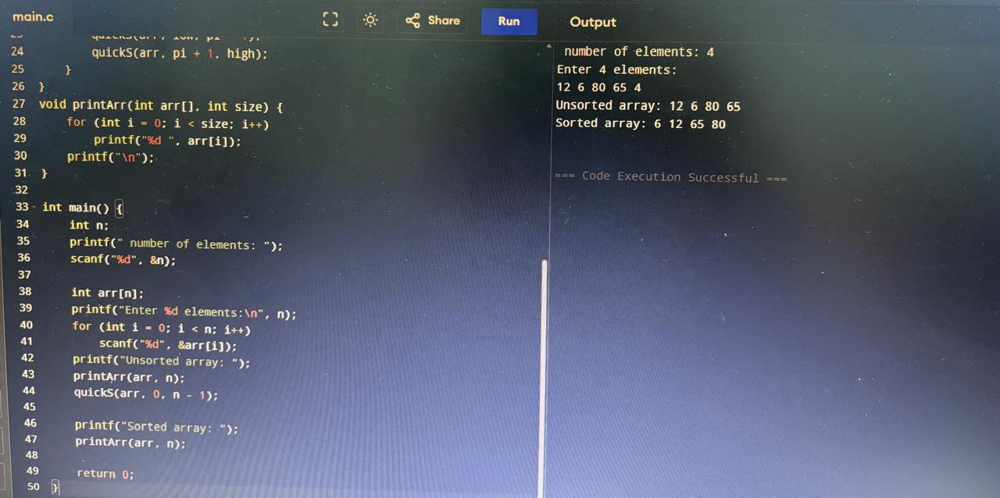 main.c
Share
Run
Output
24 quickS(arr, pi + 1, high);
25 }
26 }
27 void printArr(int arr[], int size) {
28 for (int i = 0; i < size; i++)
29 printf("%d ", arr[i]);
30 printf("\n");
31 }
32
33 int main() {
34 int n;
35 printf(" number of elements: ");
36 scanf("%d", &n);
37
38 int arr[n];
39 printf("Enter %d elements:\n", n);
40 for (int i = 0; i < n; i++)
41 scanf("%d", &arr[i]);
42 printf("Unsorted array: ");
43 printArr(arr, n);
44 quickS(arr, 0, n - 1);
45
46 printf("Sorted array: ");
47 printArr(arr, n);
48
49 return 0;
50 }
number of elements: 4
Enter 4 elements:
12 6 80 65 4
Unsorted array: 12 6 80 65
Sorted array: 6 12 65 80
=== Code Execution Successful ===